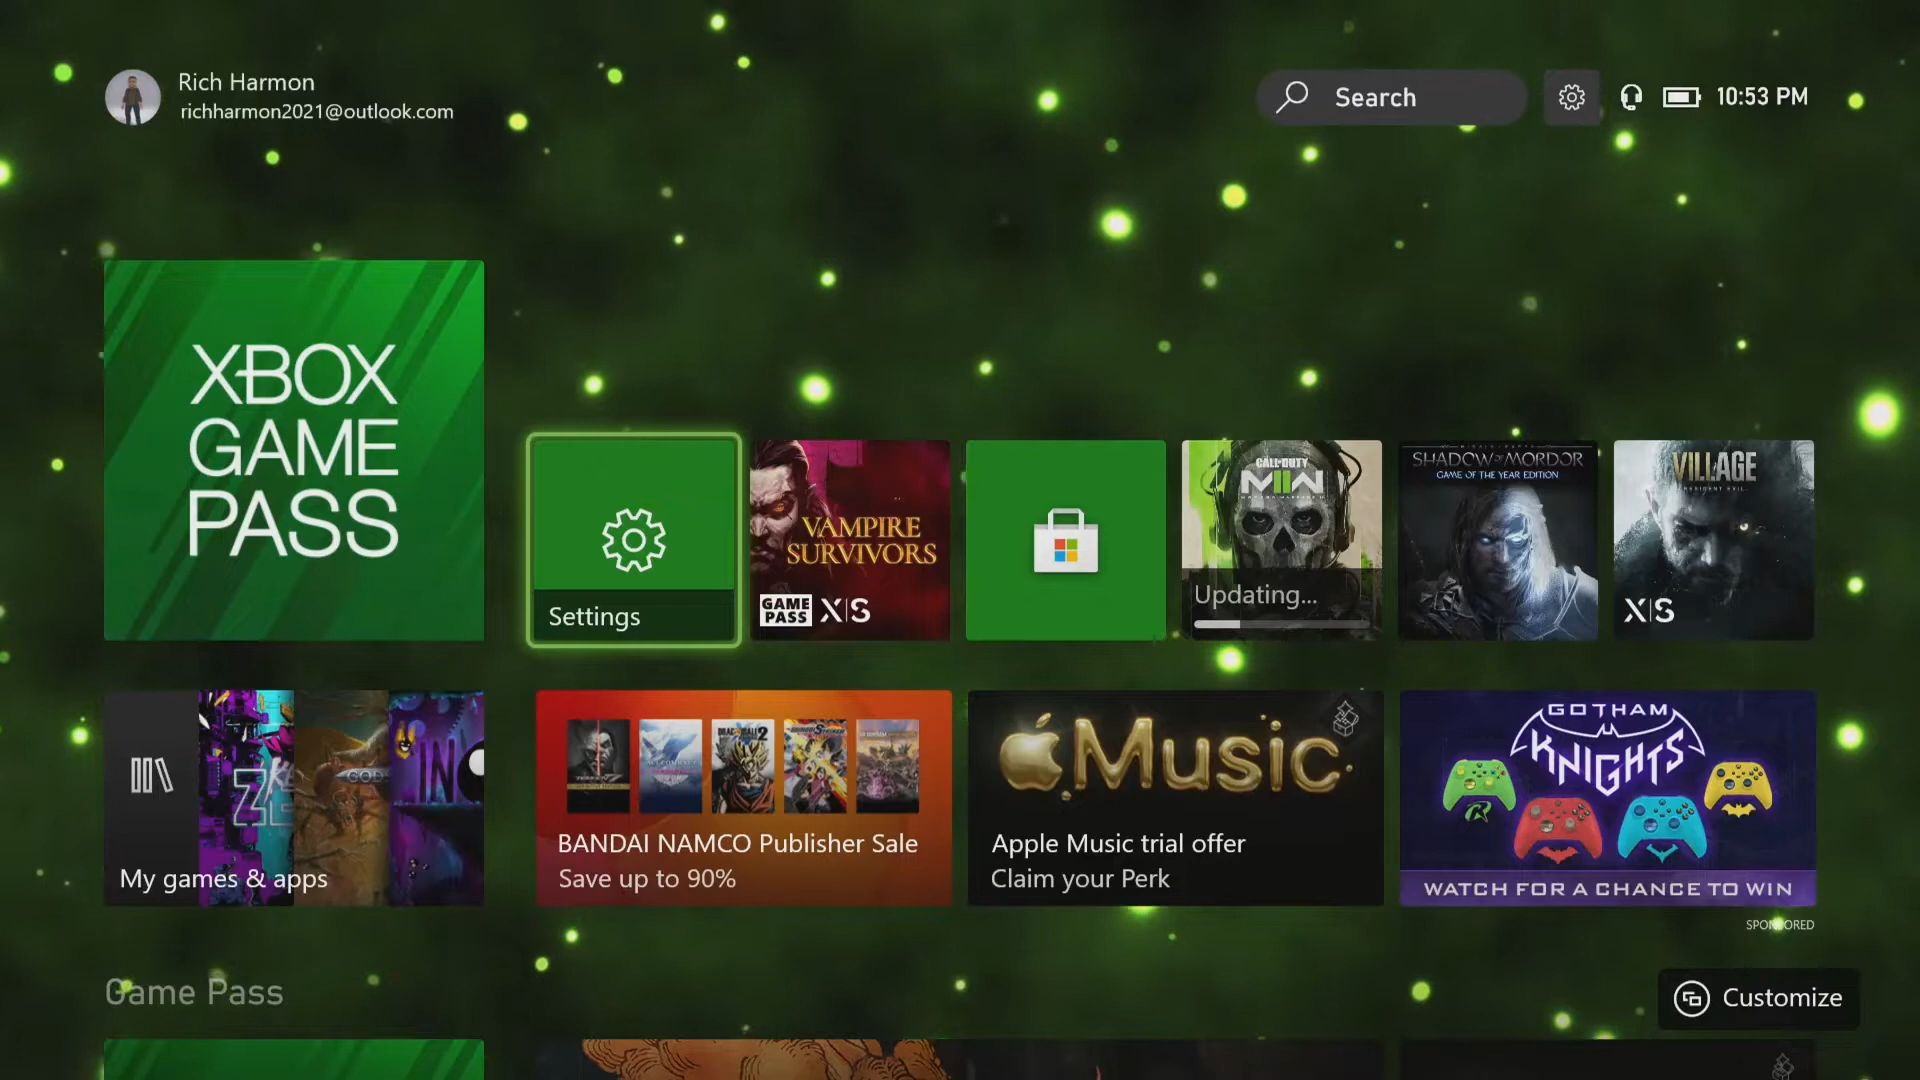 Rich Harmon
richharmon2021@outlook.com
Search
10:53 PM
XBOX
GAME
PASS
Settings
VAMPIRE
SURVIVORS
GAME
PASS
X|S
CALL OF DUTY
MWII
Updating...
SHADOW OF MORDOR
GAME OF THE YEAR EDITION
VILLAGE
RESIDENT EVIL
X|S
My games & apps
BANDAI NAMCO Publisher Sale
Save up to 90%
Music
Apple Music trial offer
Claim your Perk
GOTHAM
KNIGHTS
WATCH FOR A CHANCE TO WIN
SPONSORED
Game Pass
Customize